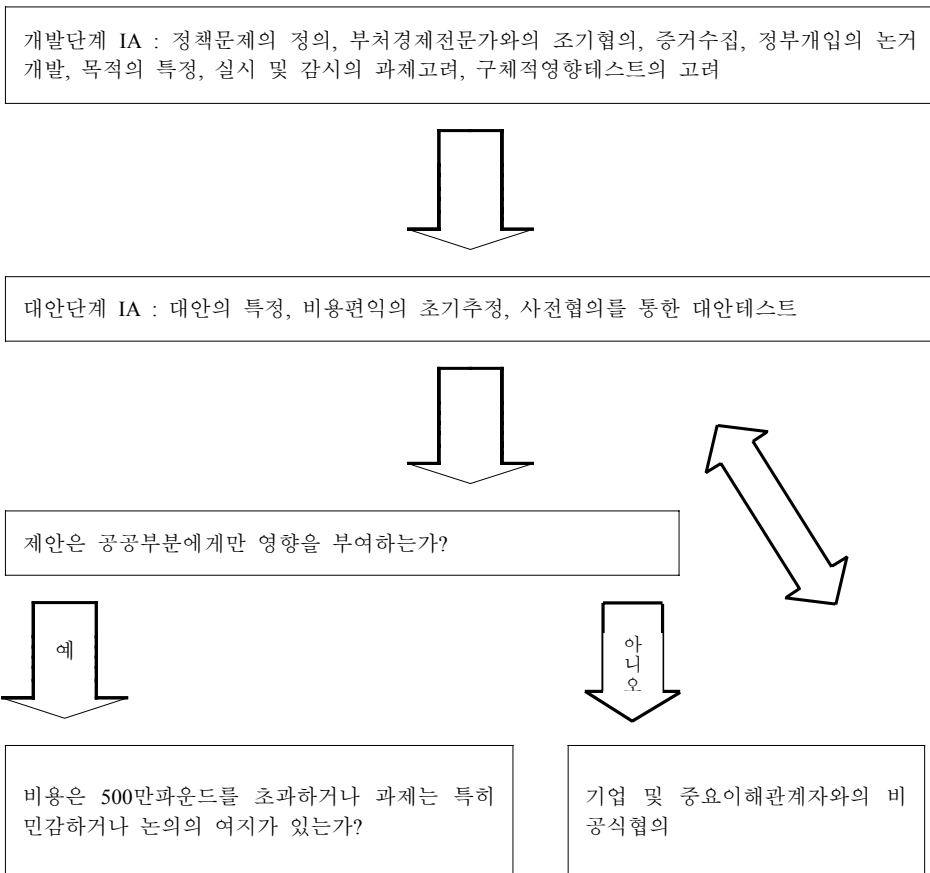 개발단계 IA : 정책문제의 정의, 부처경제전문가와의 조기협의, 증거수집, 정부개입의 논거
개발, 목적의 특정, 실시 및 감시의 과제고려, 구체적영향테스트의 고려
대안단계 IA : 대안의 특정, 비용편익의 초기추정, 사전협의를 통한 대안테스트
제안은 공공부분에게만 영향을 부여하는가?
예
아
니
오
비용은 500만파운드를 초과하거나 과제는 특히
민감하거나 논의의 여지가 있는가?
기업 및 중요이해관계자와의 비
공식협의